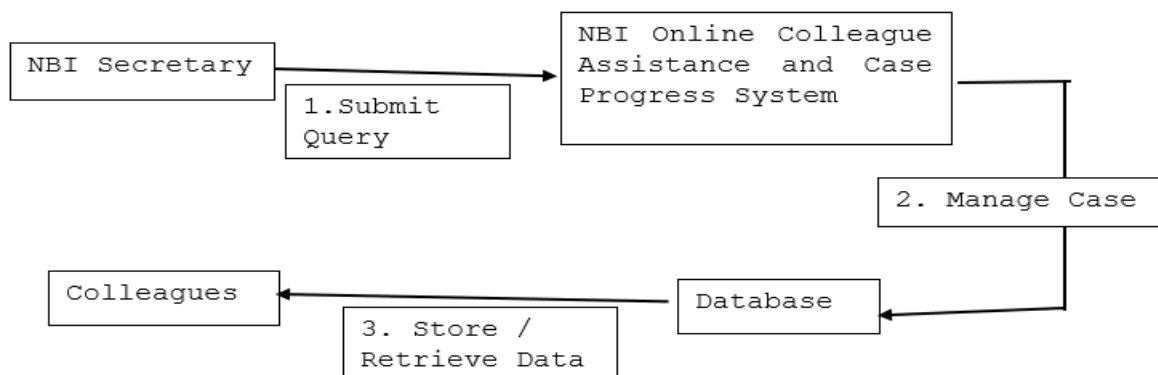 NBI Secretary
1.Submit
Query
NBI Online Colleague
Assistance and Case
Progress System
2. Manage Case
Database
3. Store /
Retrieve Data
Colleagues